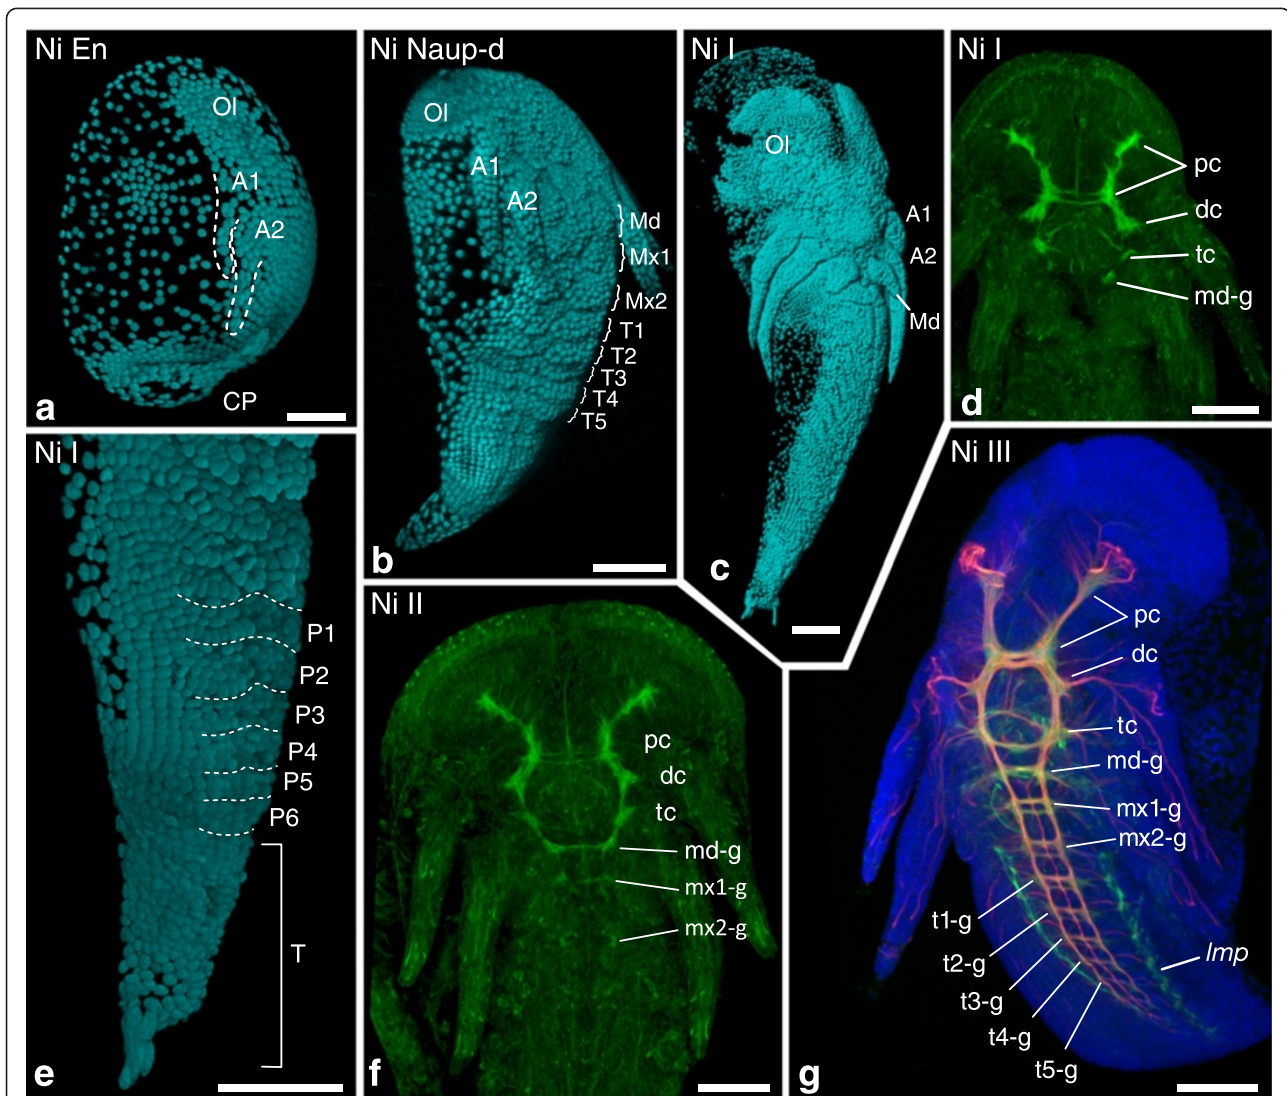 Ni En
Ol
A1
A2
CP
a
Ni Naup-d
Ol
A1
A2
Md
Mx1
Mx2
T1
T2
T3
T4
T5
b
Ni I
Ol
A1
A2
Md
c
Ni I
pc
dc
tc
md-g
d
Ni I
P1
P2
P3
P4
P5
P6
T
e
Ni II
pc
dc
tc
md-g
mx1-g
mx2-g
f
Ni III
pc
dc
tc
md-g
mx1-g
mx2-g
t1-g
t2-g
t3-g
t4-g
t5-g
lmp
g